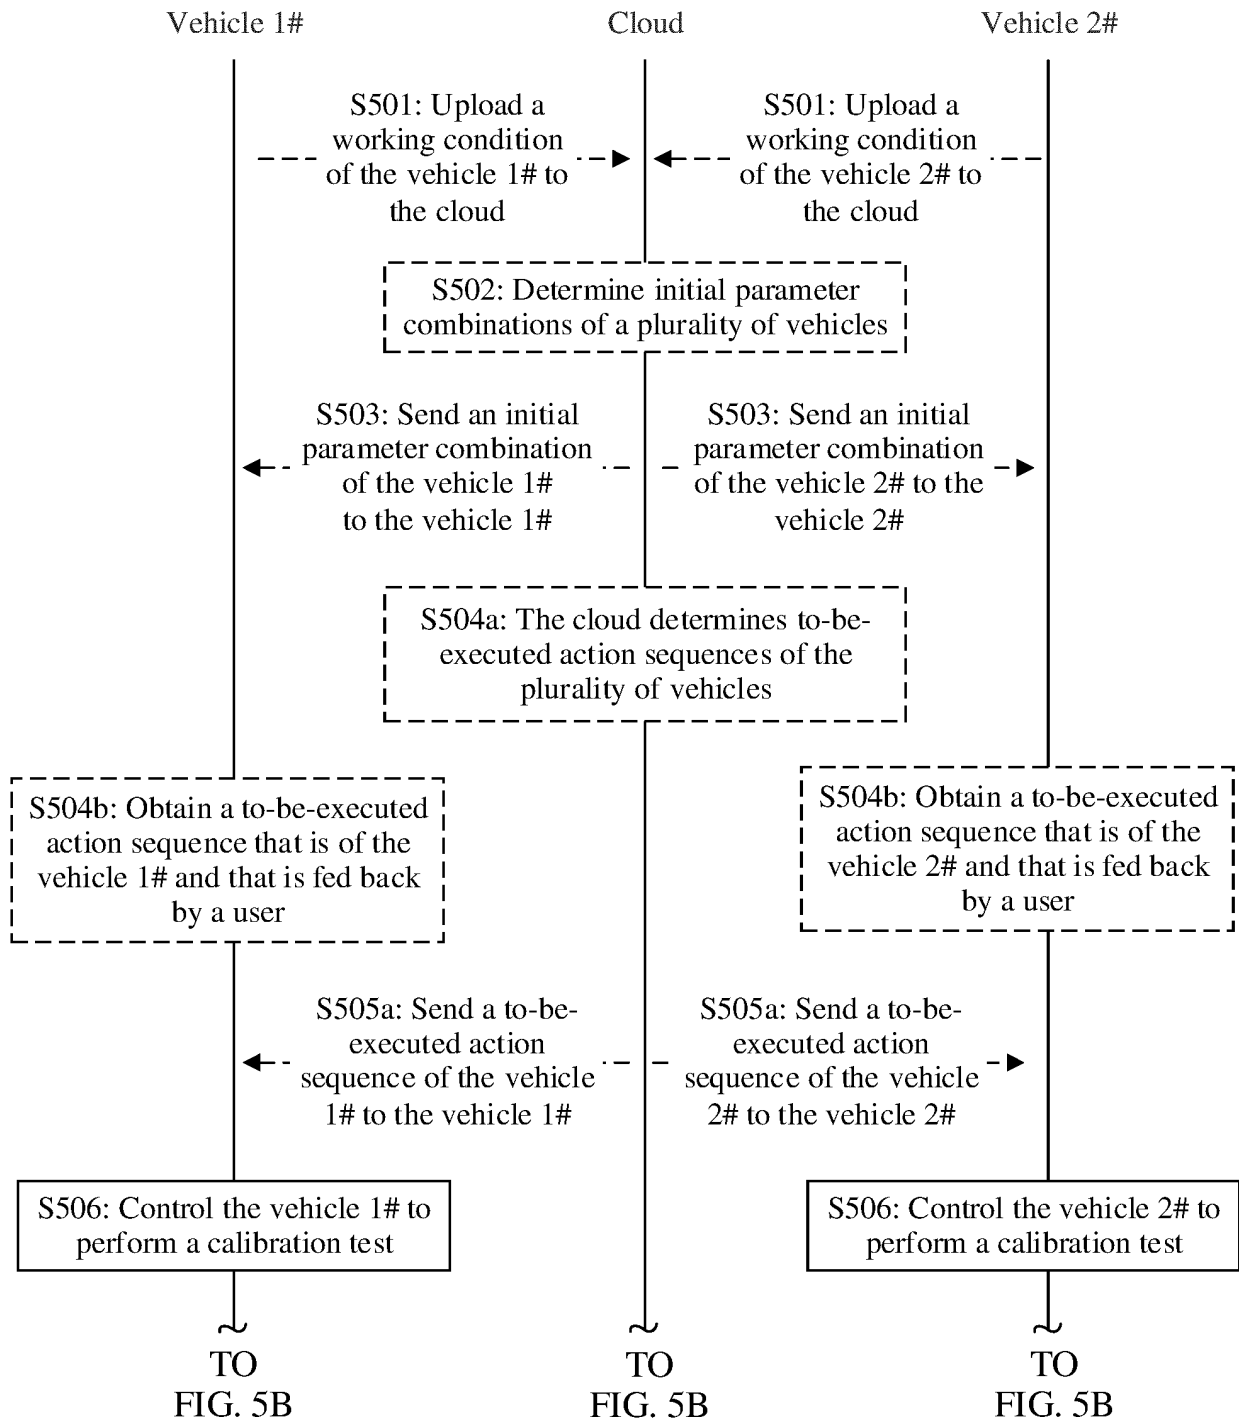 Vehicle 1#
Cloud
Vehicle 2#
S501: Upload a
working condition
of the vehicle 1# to
the cloud
S501: Upload a
working condition
of the vehicle 2# to
the cloud
S502: Determine initial parameter
combinations of a plurality of vehicles
S503: Send an initial
parameter combination
of the vehicle 1#
to the vehicle 1#
S503: Send an initial
parameter combination
of the vehicle 2# to the
vehicle 2#
S504a: The cloud determines to-be-
executed action sequences of the
plurality of vehicles
S504b: Obtain a to-be-executed
action sequence that is of the
vehicle 1# and that is fed back
by a user
S504b: Obtain a to-be-executed
action sequence that is of the
vehicle 2# and that is fed back
by a user
S505a: Send a to-be-
executed action
sequence of the vehicle
1# to the vehicle 1#
S505a: Send a to-be-
executed action
sequence of the vehicle
2# to the vehicle 2#
S506: Control the vehicle 1# to
perform a calibration test
S506: Control the vehicle 2# to
perform a calibration test
TO
FIG. 5B
TO
FIG. 5B
TO
FIG. 5B